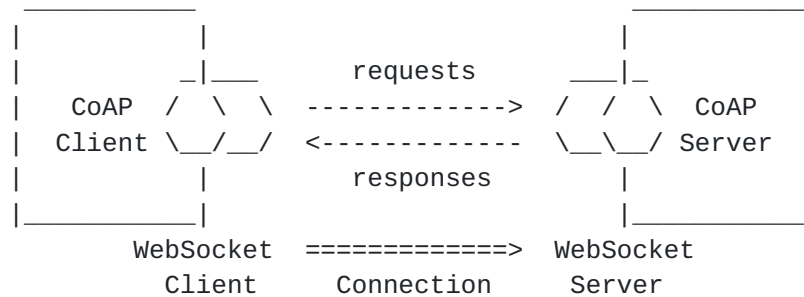 requests
CoAP CoAP
Client Server
responses
WebSocket =============> WebSocket
Client Connection Server